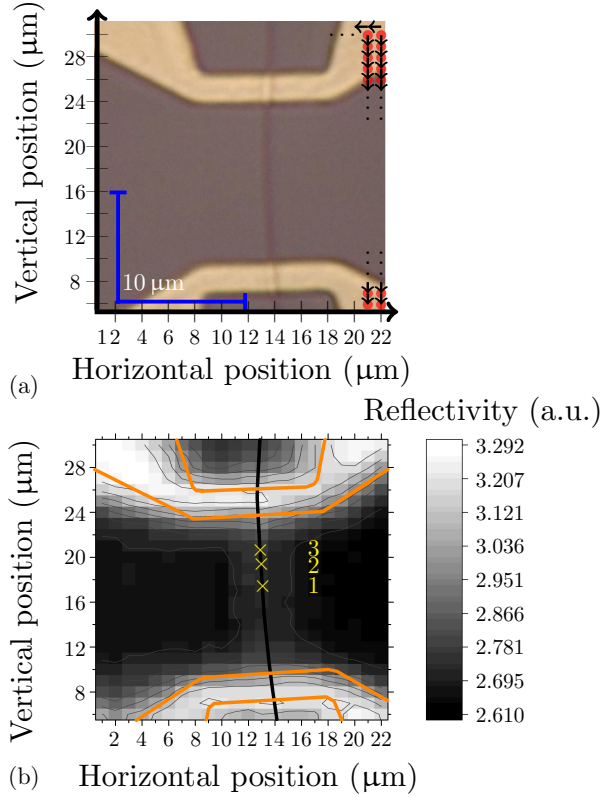 Vertical position (μm)
28
24
20
16
12
8
10 μm
1 2 4 6 8 10 12 14 16 18 20 22
Horizontal position (μm)
(a)
Reflectivity (a.u.)
Vertical position (μm)
28
24
20
16
12
8
3
2
1
2 4 6 8 10 12 14 16 18 20 22
3.292
3.207
3.121
3.036
2.951
2.866
2.781
2.695
2.610
(b)
Horizontal position (μm)